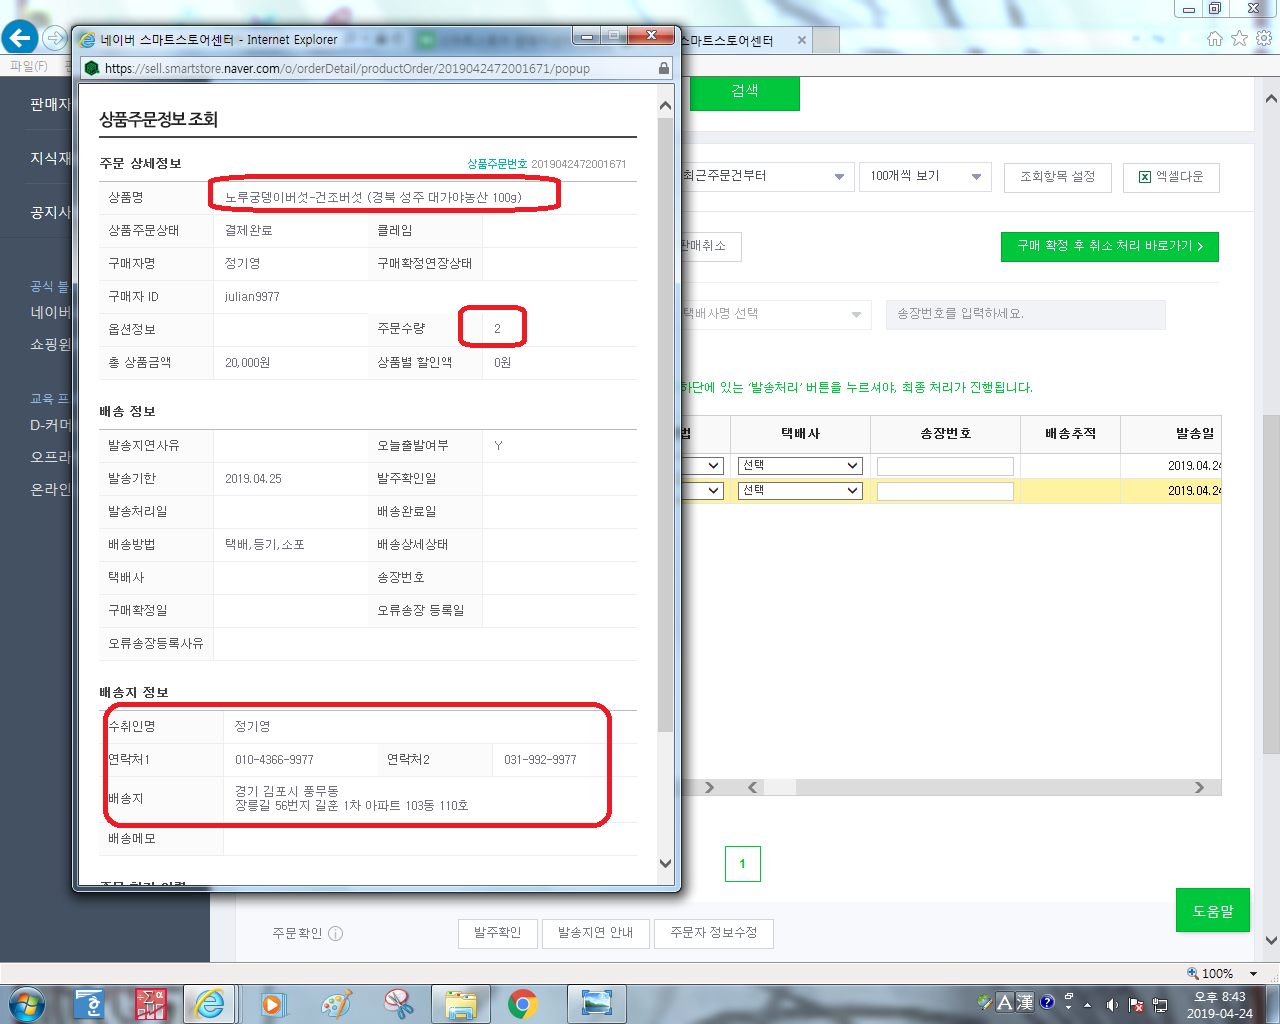 네이버 스마트스토어센터 - Internet Explorer
https://sell.smartstore.naver.com/o/orderDetail/productOrder/2019042472001671/popup
상품주문정보 조회
주문 상세정보
상품주문번호 2019042472001671
상품명 노루궁뎅이버섯-건조버섯 (경북 성주 대가야농산 100g)
상품주문상태 결제완료 클레임
구매자명 정기영 구매확정연장상태
구매자 ID julian9977
옵션정보 주문수량 2
총 상품금액 20,000원 상품별 할인액 0원
배송 정보
발송지연사유 오늘출발여부 Y
발송기한 2019.04.25 발주확인일
발송처리일 배송완료일
배송방법 택배,등기,소포 배송상세상태
택배사 송장번호
구매확정일 오류송장 등록일
오류송장등록사유
배송지 정보
수취인명 정기영
연락처1 010-4366-9977 연락처2 031-992-9977
배송지 경기 김포시 풍무동
장릉길 56번지 길훈 1차 아파트 103동 110호
배송메모
파일(F)
판매자
지식재
공지사
공식 블
네이버
쇼핑윈
교육 프
D-커머
오프라
온라인
스마트스토어센터
검색
최근주문건부터 100개씩 보기 조회항목 설정 엑셀다운
판매취소 구매 확정 후 취소 처리 바로가기
택배사명 선택 송장번호를 입력하세요.
하단에 있는 '발송처리' 버튼을 누르셔야, 최종 처리가 진행됩니다.
법 택배사 송장번호 배송추적 발송일
선택 2019.04.24
선택 2019.04.24
1
도움말
주문확인 발주확인 발송지연 안내 주문자 정보수정
100%
A 漢
오후 8:43
2019-04-24